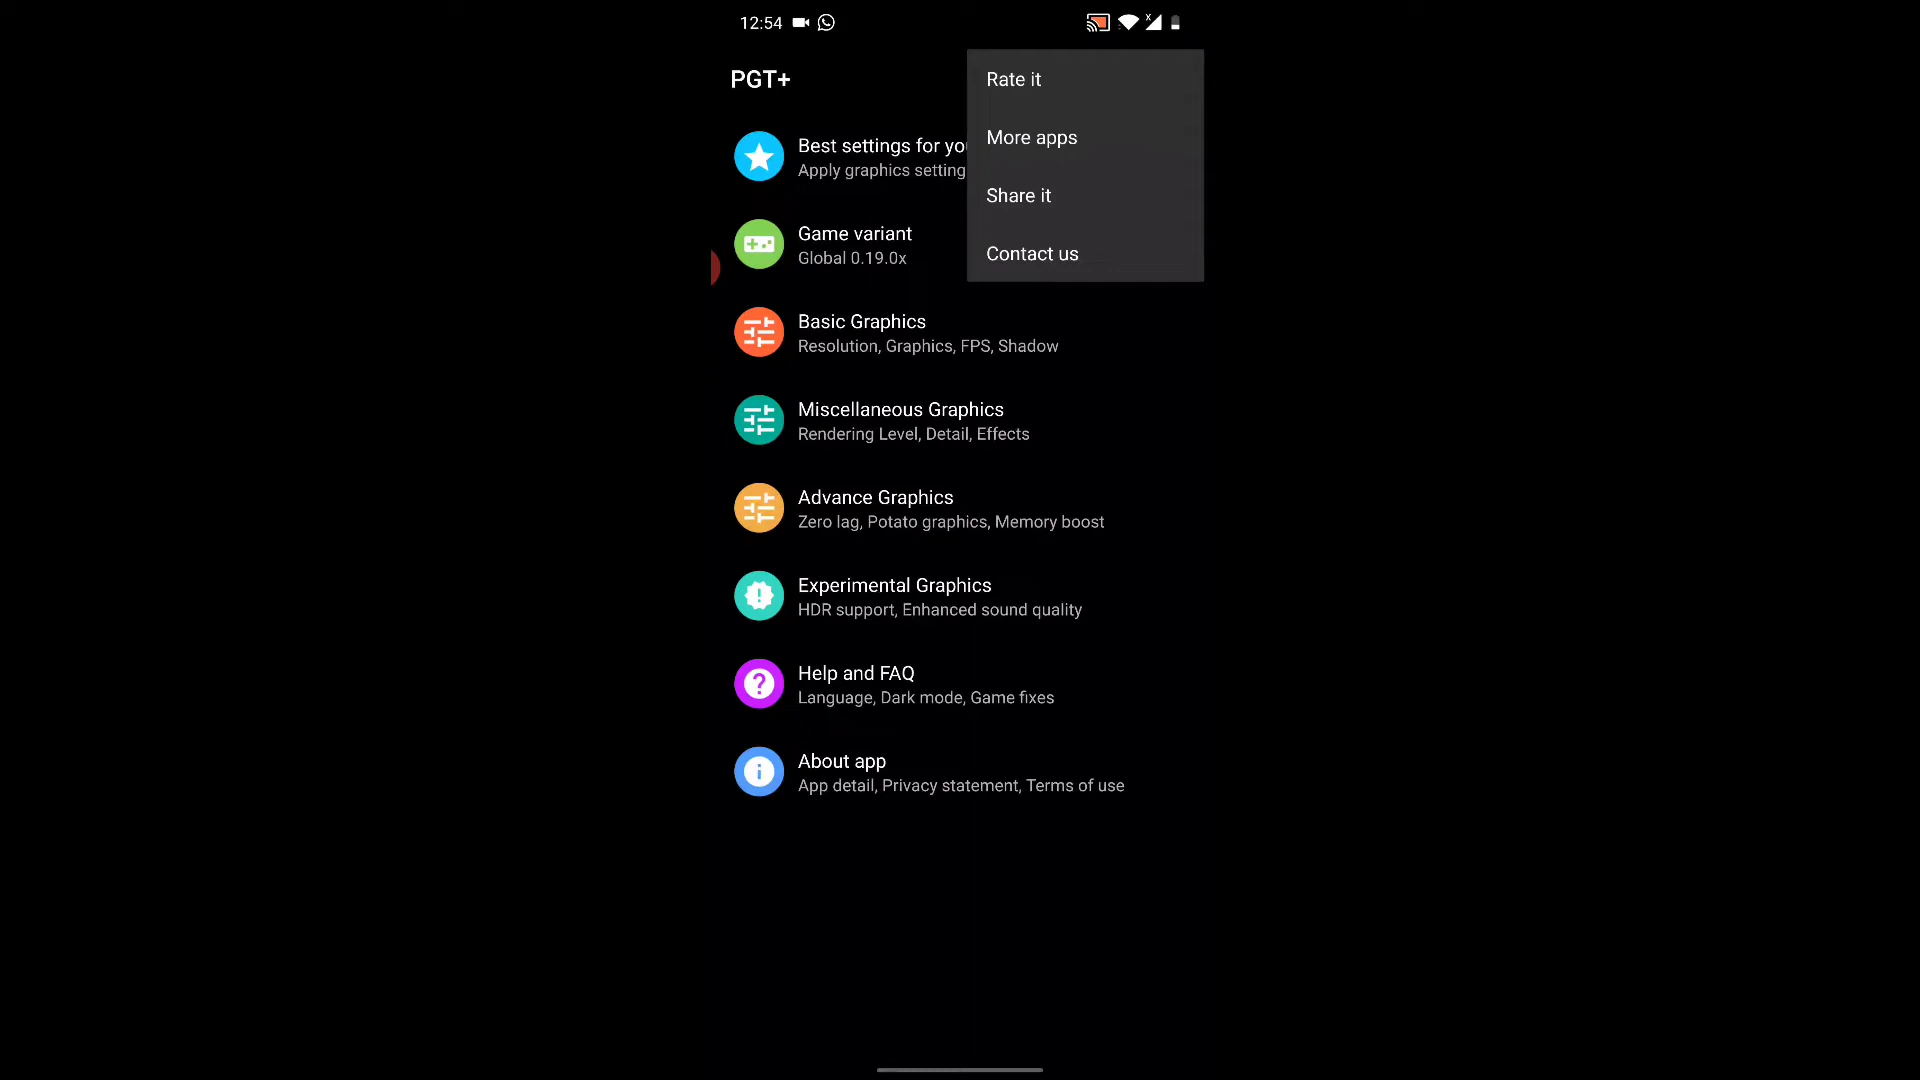 12:54
PGT+
Rate it
More apps
Share it
Contact us
Best settings for yo
Apply graphics setting
Game variant
Global 0.19.0x
Basic Graphics
Resolution, Graphics, FPS, Shadow
Miscellaneous Graphics
Rendering Level, Detail, Effects
Advance Graphics
Zero lag, Potato graphics, Memory boost
Experimental Graphics
HDR support, Enhanced sound quality
Help and FAQ
Language, Dark mode, Game fixes
About app
App detail, Privacy statement, Terms of use